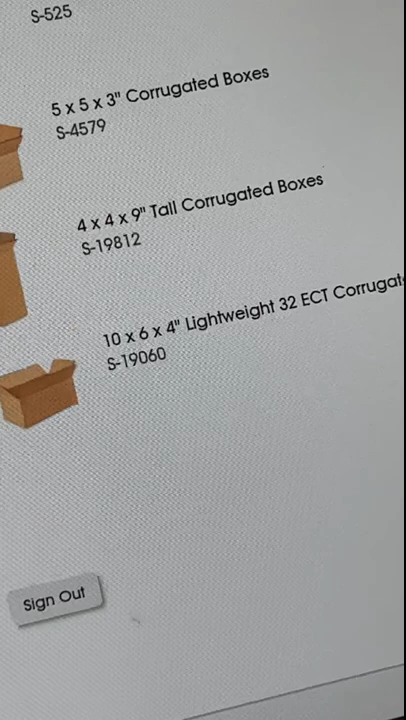 S-525
5 x 5 x 3" Corrugated Boxes
S-4579
4 x 4 x 9" Tall Corrugated Boxes
S-19812
10 x 6 x 4" Lightweight 32 ECT Corrugat
S-19060
Sign Out